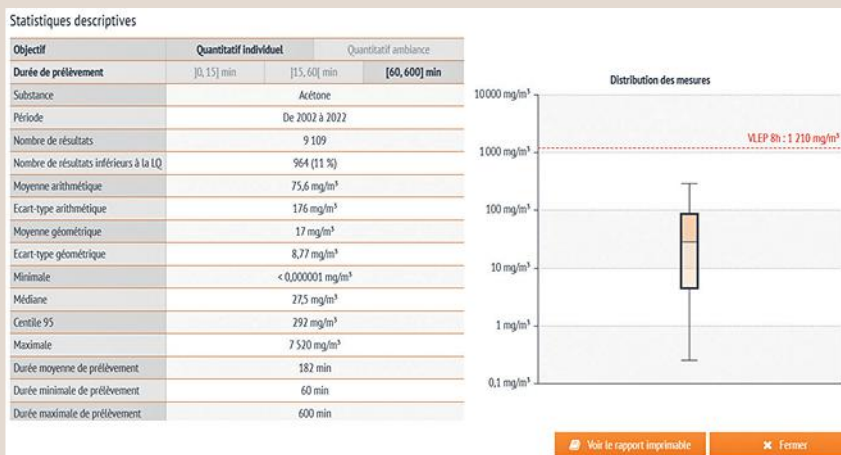 Statistiques descriptives
Objectif Quantitatif individuel Quantitatif ambiance
Durée de prélèvement ]0, 15] min ]15, 60[ min [60, 600] min
Substance Acétone
Période De 2002 à 2022
Nombre de résultats 9 109
Nombre de résultats inférieurs à la LQ 964 (11 %)
Moyenne arithmétique 75,6 mg/m³
Ecart-type arithmétique 176 mg/m³
Moyenne géométrique 17 mg/m³
Ecart-type géométrique 8,77 mg/m³
Minimale < 0,000001 mg/m³
Médiane 27,5 mg/m³
Centile 95 292 mg/m³
Maximale 7 520 mg/m³
Durée moyenne de prélèvement 182 min
Durée minimale de prélèvement 60 min
Durée maximale de prélèvement 600 min
Distribution des mesures
10000 mg/m³
VLEP 8h : 1 210 mg/m³
1000 mg/m³
100 mg/m³
10 mg/m³
1 mg/m³
0,1 mg/m³
Voir le rapport imprimable
Fermer